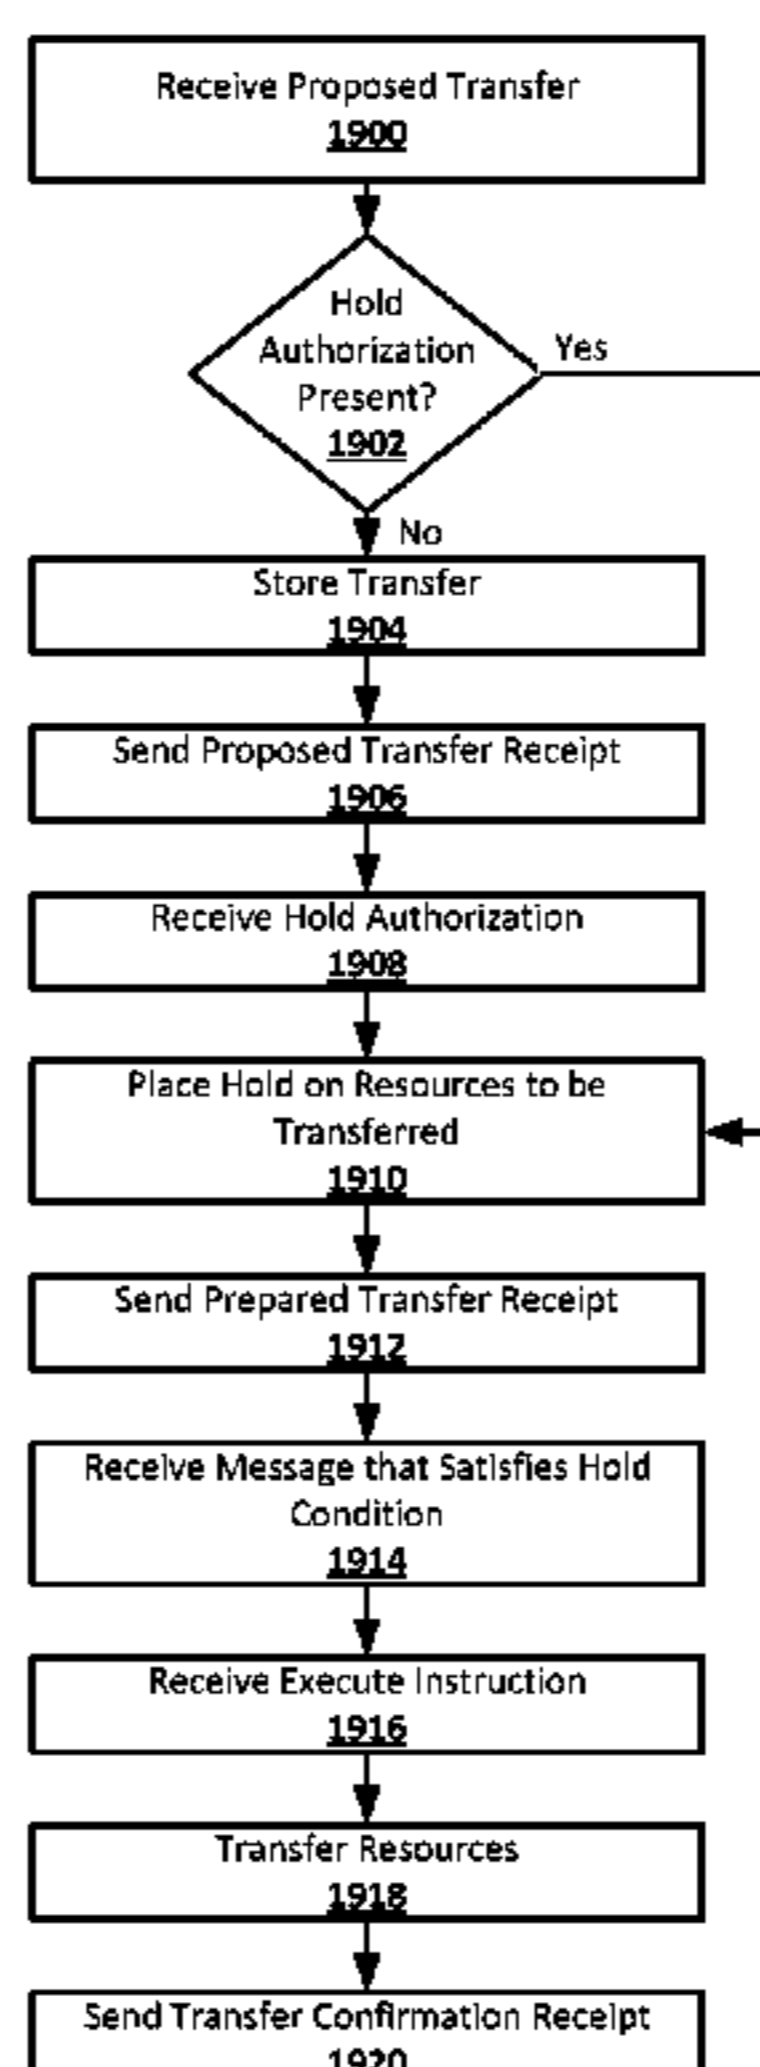 Receive Proposed Transfer
1900
Hold
Authorization
Present?
1902
Yes
No
Store Transfer
1904
Send Proposed Transfer Receipt
1906
Receive Hold Authorization
1908
Place Hold on Resources to be
Transferred
1910
Send Prepared Transfer Receipt
1912
Receive Message that Satisfies Hold
Condition
1914
Receive Execute Instruction
1916
Transfer Resources
1918
Send Transfer Confirmation Receipt
1920